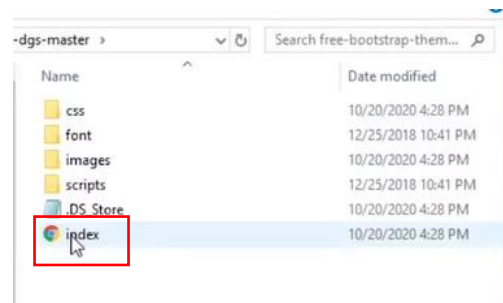 -dgs-master >
Search free-bootstrap-them...
Name Date modified
css 10/20/2020 4:28 PM
font 12/25/2018 10:41 PM
images 10/20/2020 4:28 PM
scripts 12/25/2018 10:41 PM
.DS_Store 10/20/2020 4:28 PM
index 10/20/2020 4:28 PM